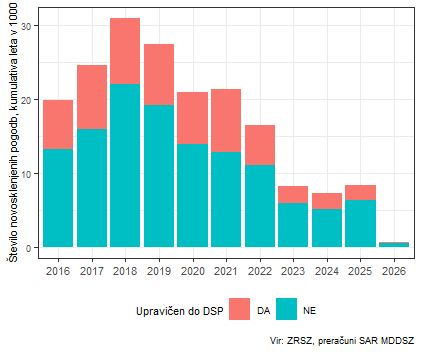 Število novosklenjenih pogodb, kumulativa leta v 1000
30
20
10
0
2016 2017 2018 2019 2020 2021 2022 2023 2024 2025 2026
Upravičen do DSP DA NE
Vir: ZRSZ, preračuni SAR MDDSZ